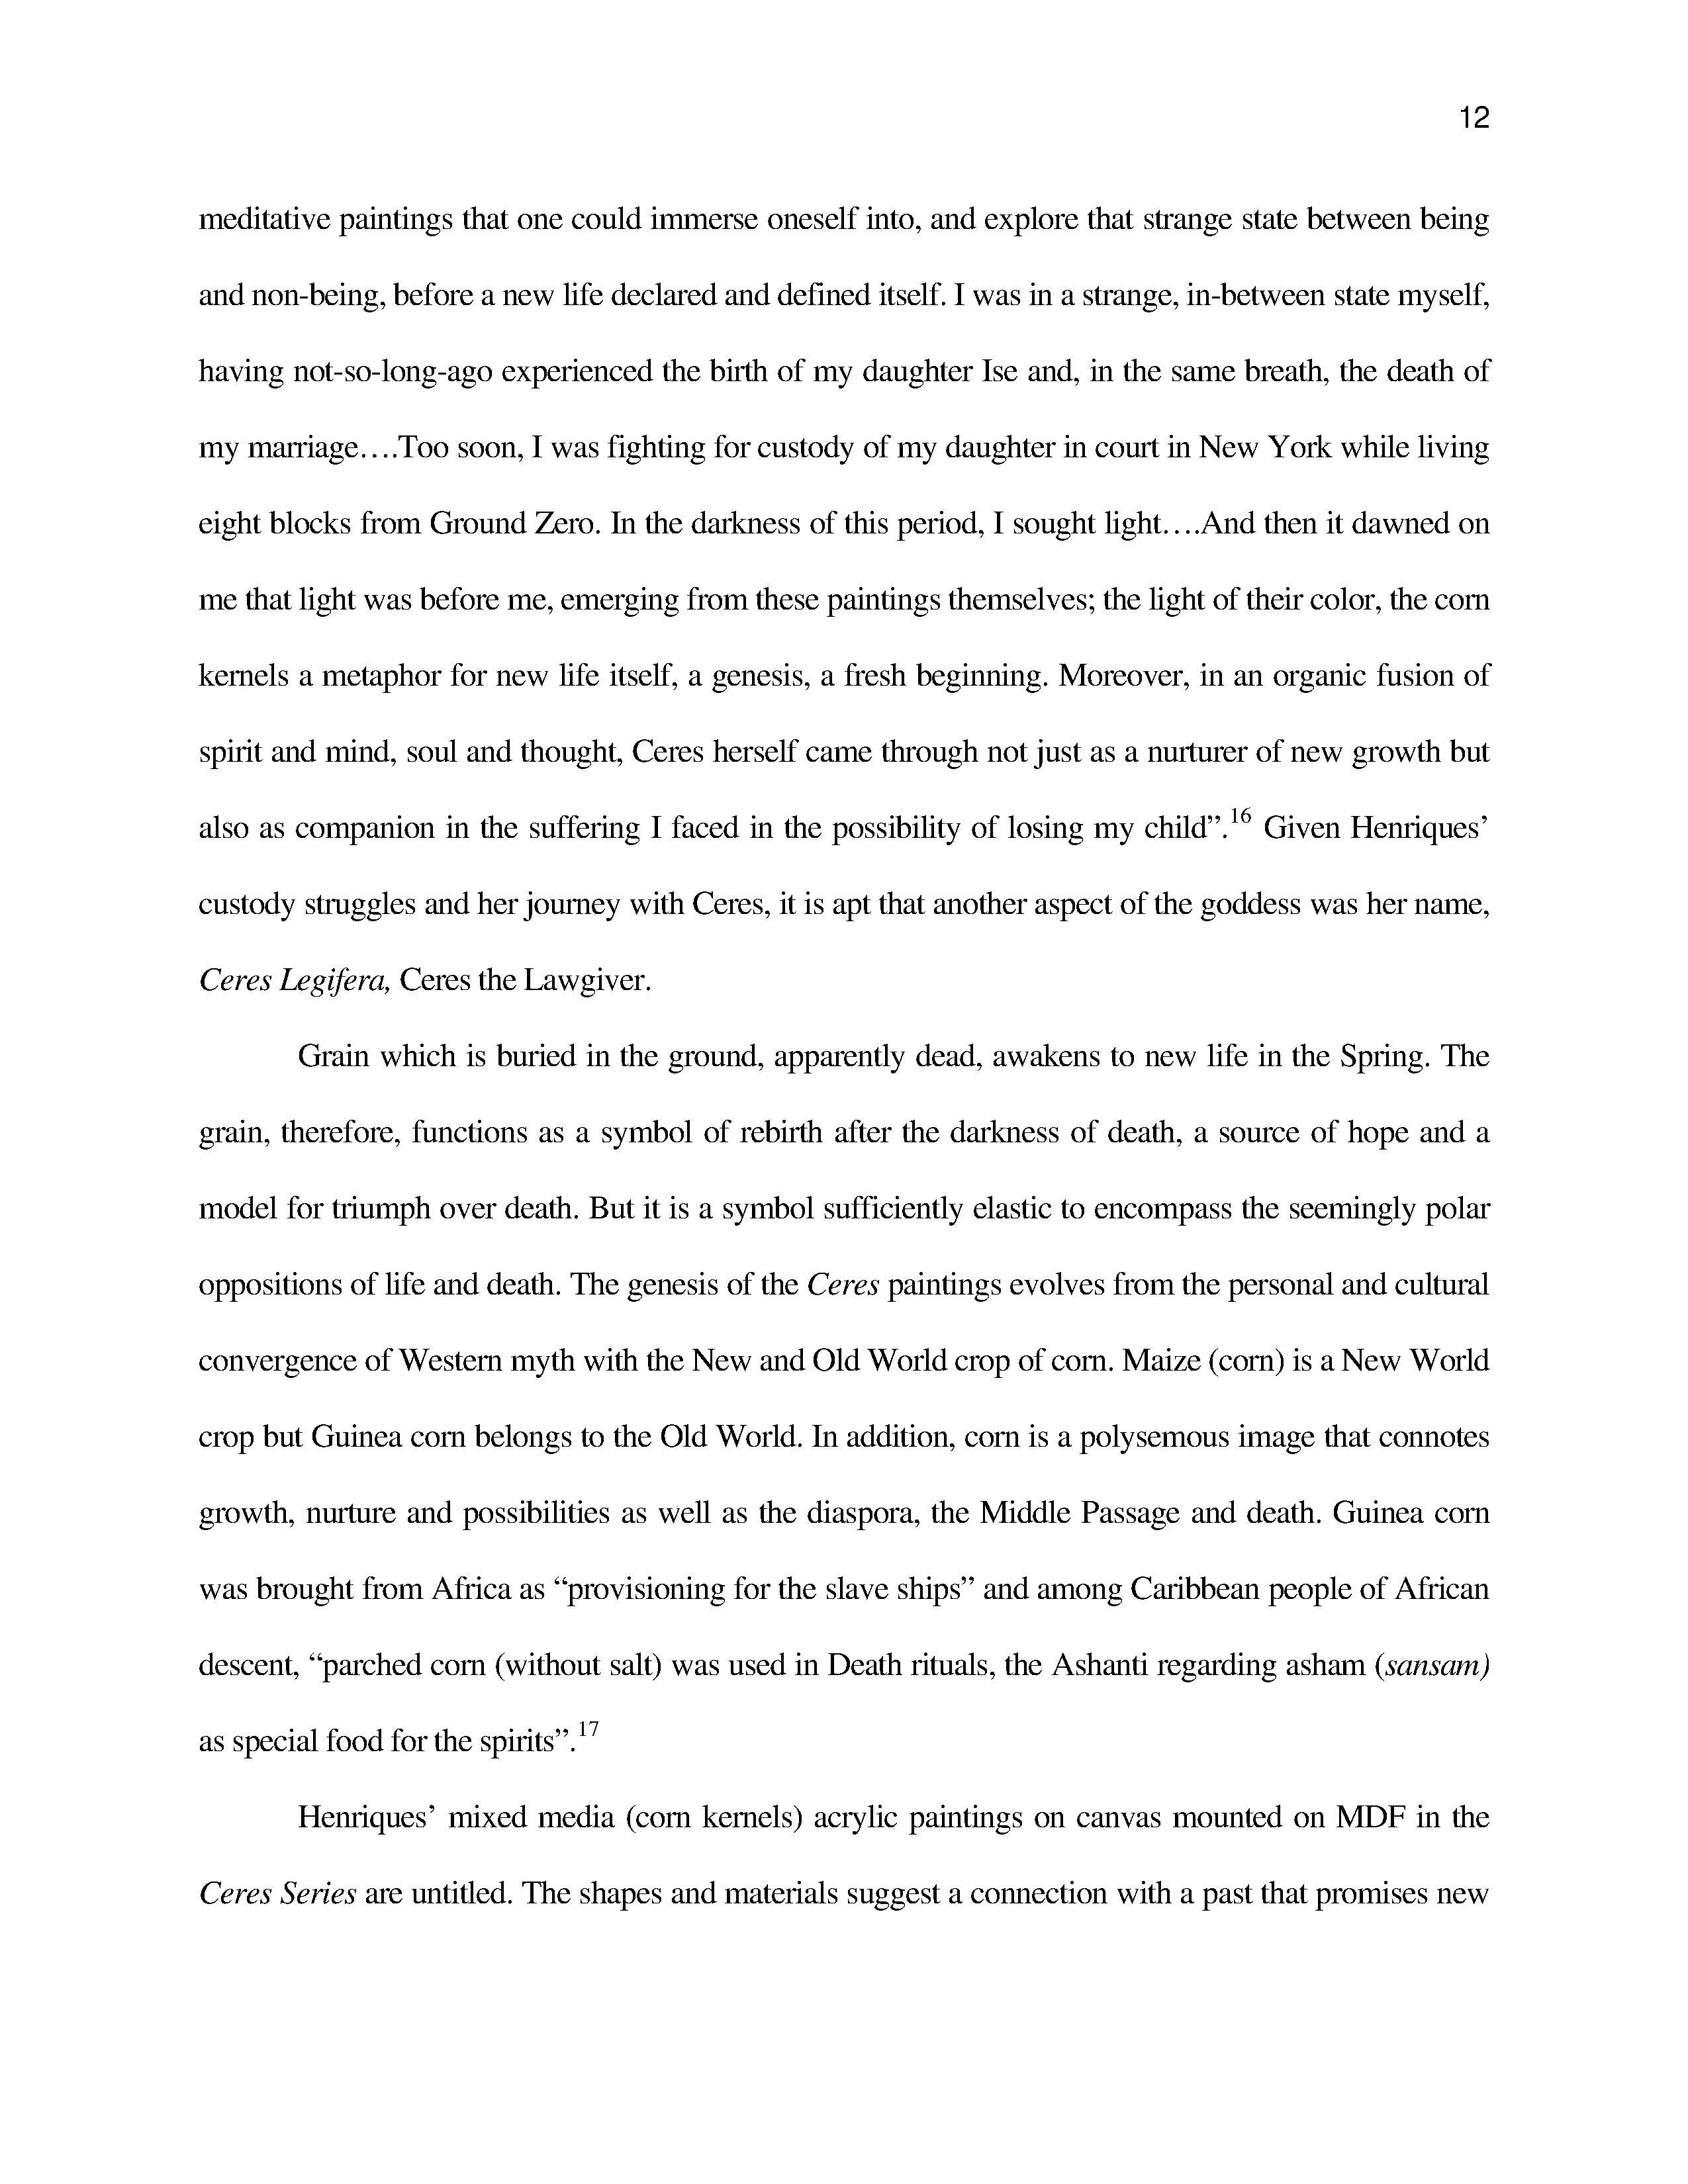 12
meditative paintings that one could immerse oneself into, and explore that strange state between being
and non-being, before a new life declared and defined itself. I was in a strange, in-between state myself,
having not-so-long-ago experienced the birth of my daughter Ise and, in the same breath, the death of
my marriage….Too soon, I was fighting for custody of my daughter in court in New York while living
eight blocks from Ground Zero. In the darkness of this period, I sought light….And then it dawned on
me that light was before me, emerging from these paintings themselves; the light of their color, the corn
kernels a metaphor for new life itself, a genesis, a fresh beginning. Moreover, in an organic fusion of
spirit and mind, soul and thought, Ceres herself came through not just as a nurturer of new growth but
also as companion in the suffering I faced in the possibility of losing my child”.16 Given Henriques’
custody struggles and her journey with Ceres, it is apt that another aspect of the goddess was her name,
Ceres Legifera, Ceres the Lawgiver.
Grain which is buried in the ground, apparently dead, awakens to new life in the Spring. The
grain, therefore, functions as a symbol of rebirth after the darkness of death, a source of hope and a
model for triumph over death. But it is a symbol sufficiently elastic to encompass the seemingly polar
oppositions of life and death. The genesis of the Ceres paintings evolves from the personal and cultural
convergence of Western myth with the New and Old World crop of corn. Maize (corn) is a New World
crop but Guinea corn belongs to the Old World. In addition, corn is a polysemous image that connotes
growth, nurture and possibilities as well as the diaspora, the Middle Passage and death. Guinea corn
was brought from Africa as “provisioning for the slave ships” and among Caribbean people of African
descent, “parched corn (without salt) was used in Death rituals, the Ashanti regarding asham (sansam)
as special food for the spirits”.17
Henriques’ mixed media (corn kernels) acrylic paintings on canvas mounted on MDF in the
Ceres Series are untitled. The shapes and materials suggest a connection with a past that promises new